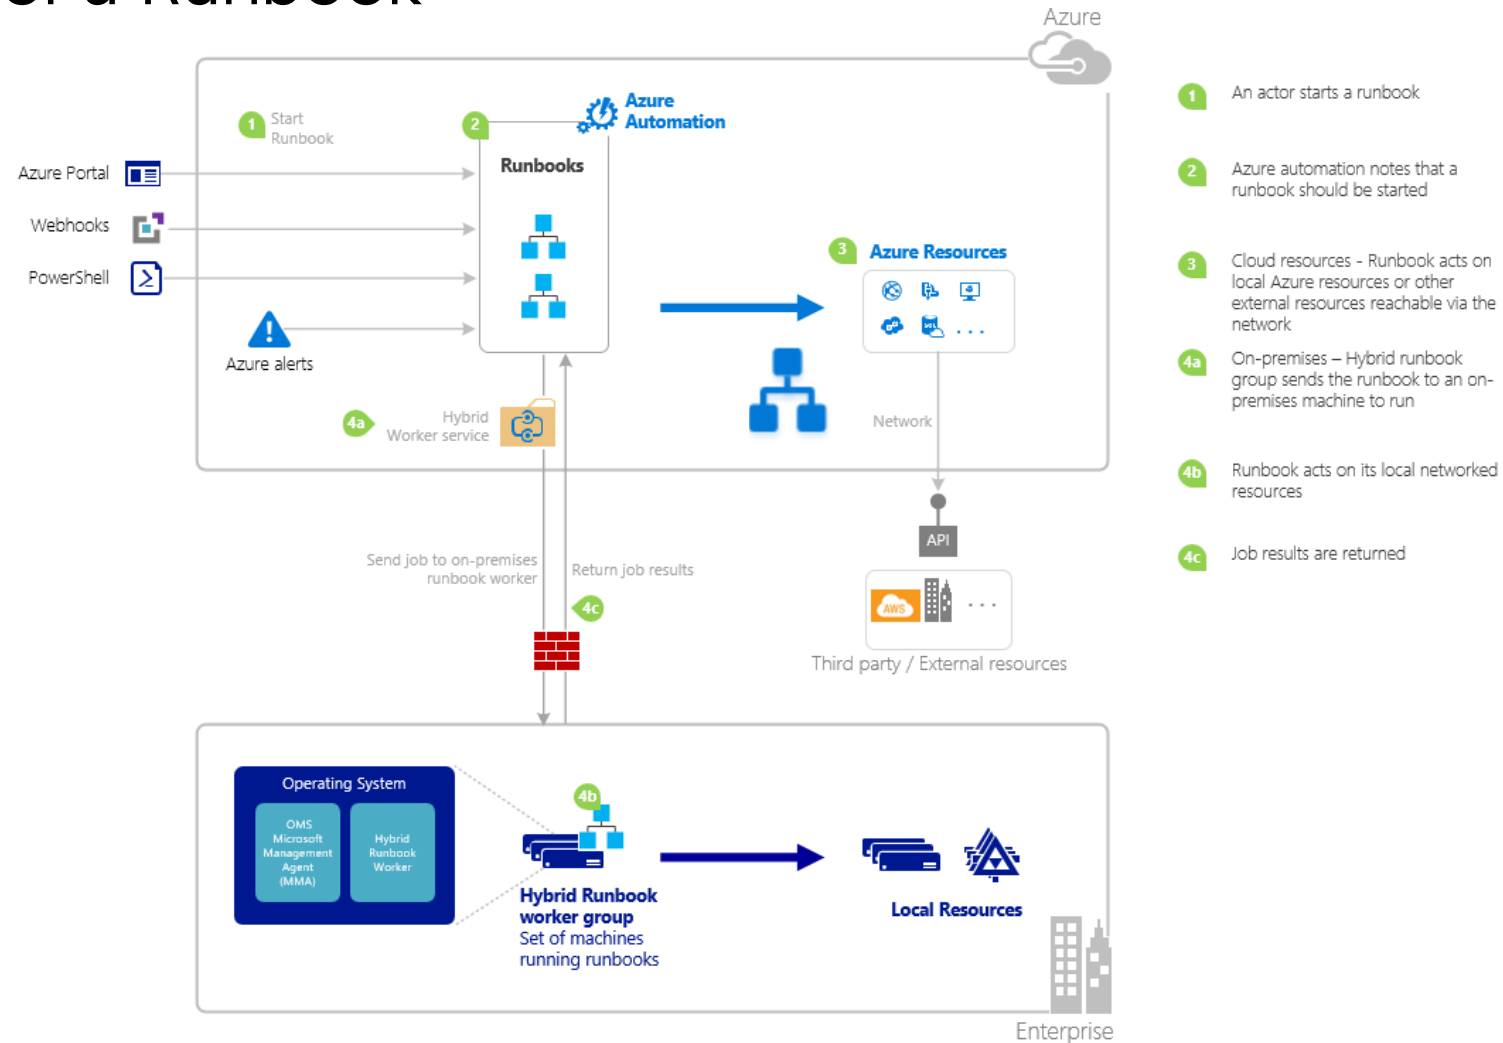 of a Runbook
Azure
1
Start
Runbook
2
Azure
Automation
Runbooks
Azure Portal
Webhooks
PowerShell
Azure alerts
3
Azure Resources
SQL
...
4a
Hybrid
Worker service
Network
API
Send job to on-premises
runbook worker
Return job results
4c
AWS
...
Third party / External resources
Operating System
OMS
Microsoft
Management
Agent
(MMA)
Hybrid
Runbook
Worker
4b
Hybrid Runbook
worker group
Set of machines
running runbooks
Local Resources
Enterprise
1
An actor starts a runbook
2
Azure automation notes that a
runbook should be started
3
Cloud resources - Runbook acts on
local Azure resources or other
external resources reachable via the
network
4a
On-premises – Hybrid runbook
group sends the runbook to an on-
premises machine to run
4b
Runbook acts on its local networked
resources
4c
Job results are returned